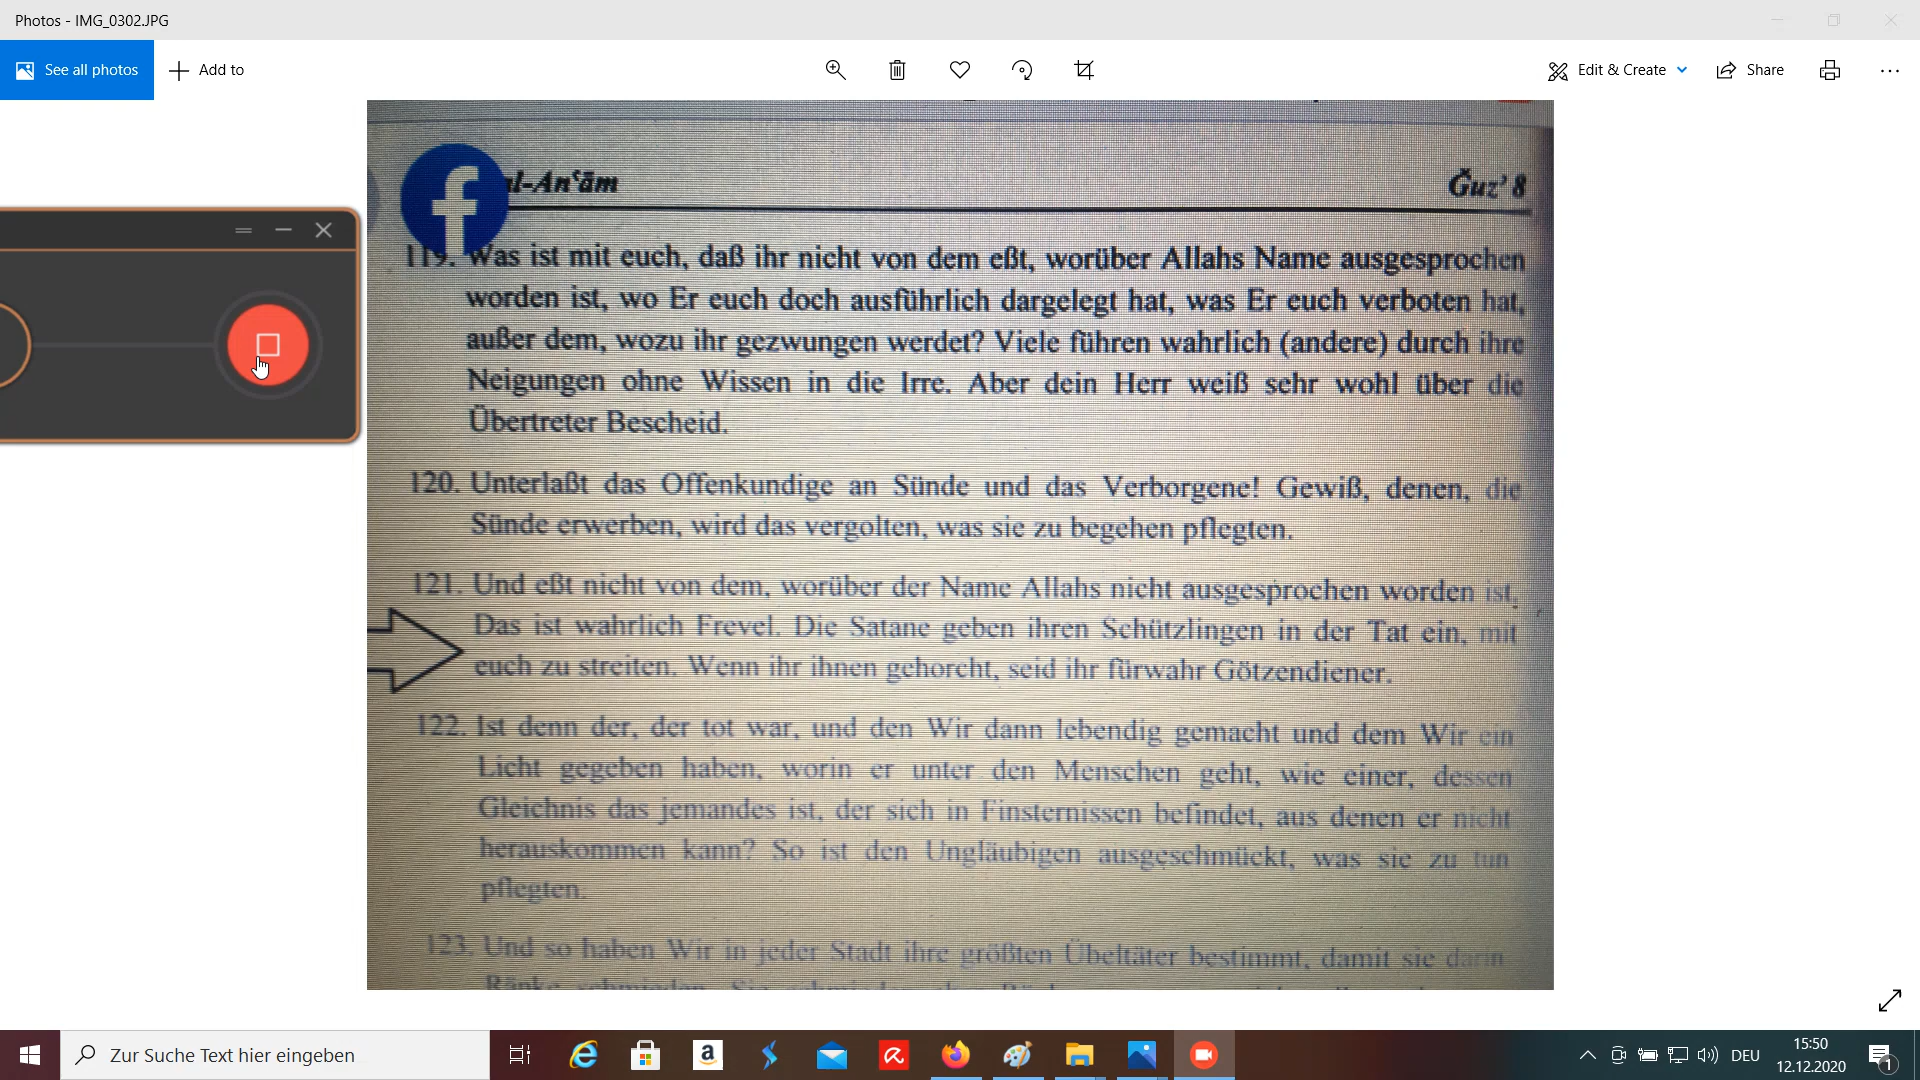 Photos - IMG_0302.JPG
See all photos
Add to
Edit & Create
Share
al-Anʿām
Ǧuzʾ 8
119. Was ist mit euch, daß ihr nicht von dem eßt, worüber Allahs Name ausgesprochen
worden ist, wo Er euch doch ausführlich dargelegt hat, was Er euch verboten hat,
außer dem, wozu ihr gezwungen werdet? Viele führen wahrlich (andere) durch ihre
Neigungen ohne Wissen in die Irre. Aber dein Herr weiß sehr wohl über die
Übertreter Bescheid.
120. Unterlaßt das Offenkundige an Sünde und das Verborgene! Gewiß, denen, die
Sünde erwerben, wird das vergolten, was sie zu begehen pflegten.
121. Und eßt nicht von dem, worüber der Name Allahs nicht ausgesprochen worden ist.
Das ist wahrlich Frevel. Die Satane geben ihren Schützlingen in der Tat ein, mit
euch zu streiten. Wenn ihr ihnen gehorcht, seid ihr fürwahr Götzendiener.
122. Ist denn der, der tot war, und den Wir dann lebendig gemacht und dem Wir ein
Licht gegeben haben, worin er unter den Menschen geht, wie einer, dessen
Gleichnis das jemandes ist, der sich in Finsternissen befindet, aus denen er nicht
herauskommen kann? So ist den Ungläubigen ausgeschmückt, was sie zu tun
pflegten.
123. Und so haben Wir in jeder Stadt ihre größten Übeltäter bestimmt, damit sie darin
Ränke schmieden. Sie schmieden aber
Zur Suche Text hier eingeben
DEU
15:50
12.12.2020
1